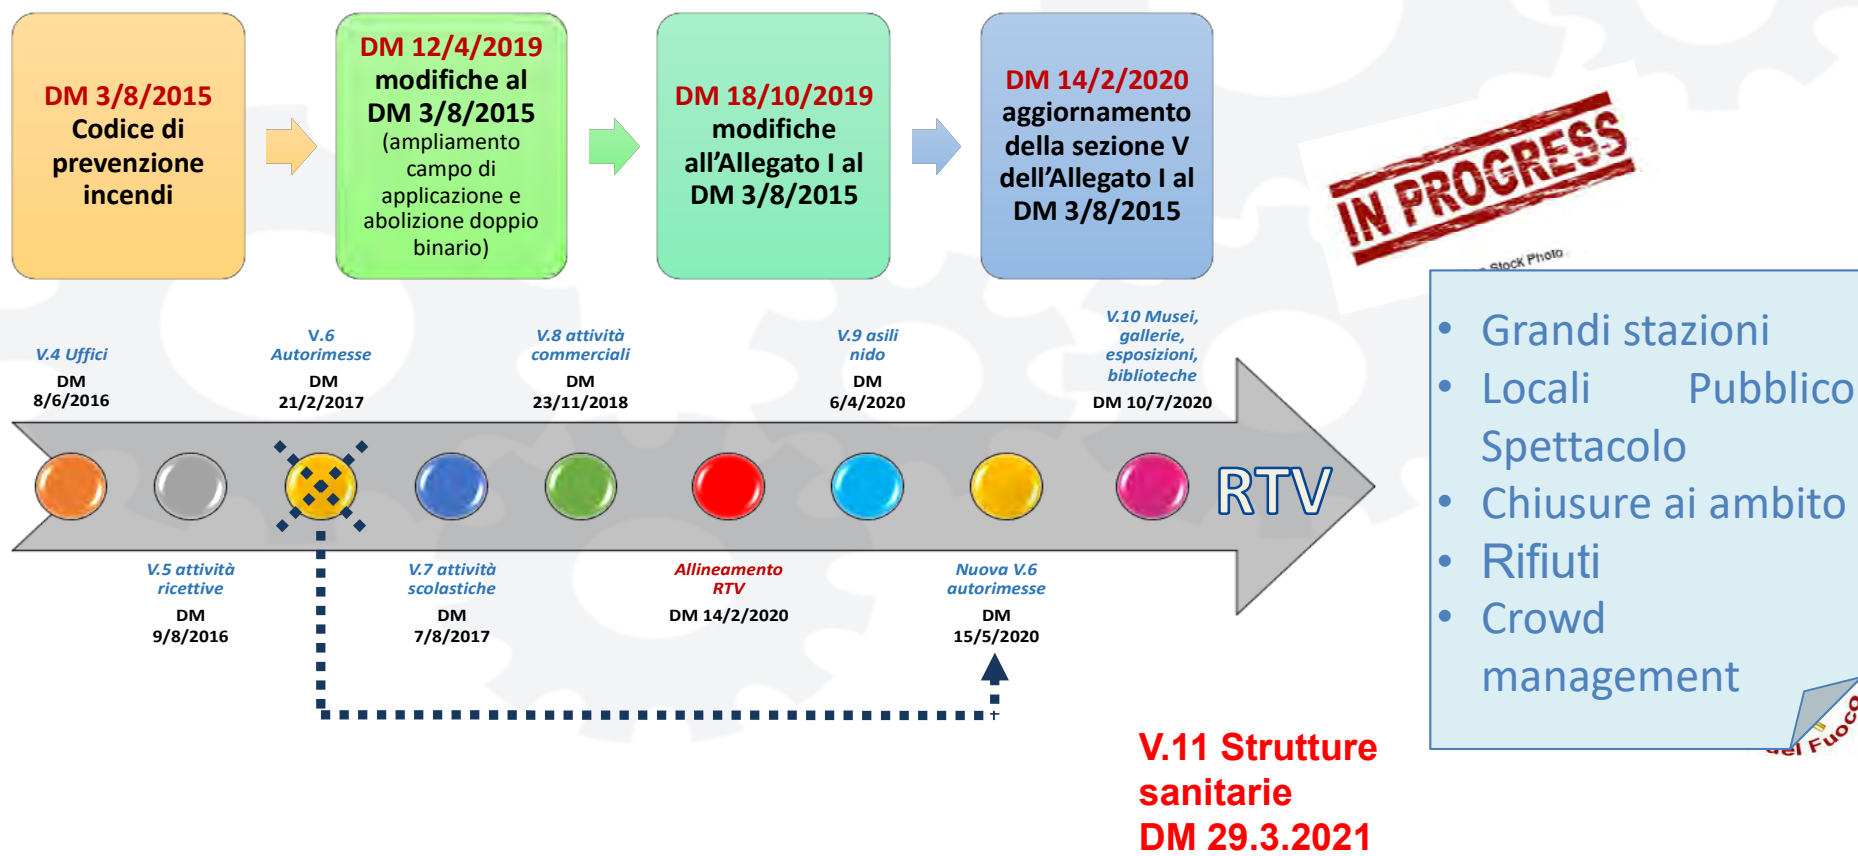 DM 3/8/2015
Codice di
prevenzione
incendi
DM 12/4/2019
modifiche al
DM 3/8/2015
(ampliamento
campo di
applicazione e
abolizione doppio
binario)
DM 18/10/2019
modifiche
all'Allegato I al
DM 3/8/2015
DM 14/2/2020
aggiornamento
della sezione V
dell'Allegato I al
DM 3/8/2015
IN PROGRESS
Stock Photo
V.4 Uffici
DM
8/6/2016
V.6
Autorimesse
DM
21/2/2017
V.8 attività
commerciali
DM
23/11/2018
V.9 asili
nido
DM
6/4/2020
V.10 Musei,
gallerie,
esposizioni,
biblioteche
DM 10/7/2020
RTV
V.5 attività
ricettive
DM
9/8/2016
V.7 attività
scolastiche
DM
7/8/2017
Allineamento
RTV
DM 14/2/2020
Nuova V.6
autorimesse
DM
15/5/2020
• Grandi stazioni
• Locali Pubblico
Spettacolo
• Chiusure ai ambito
• Rifiuti
• Crowd
management
del Fuoco
V.11 Strutture
sanitarie
DM 29.3.2021